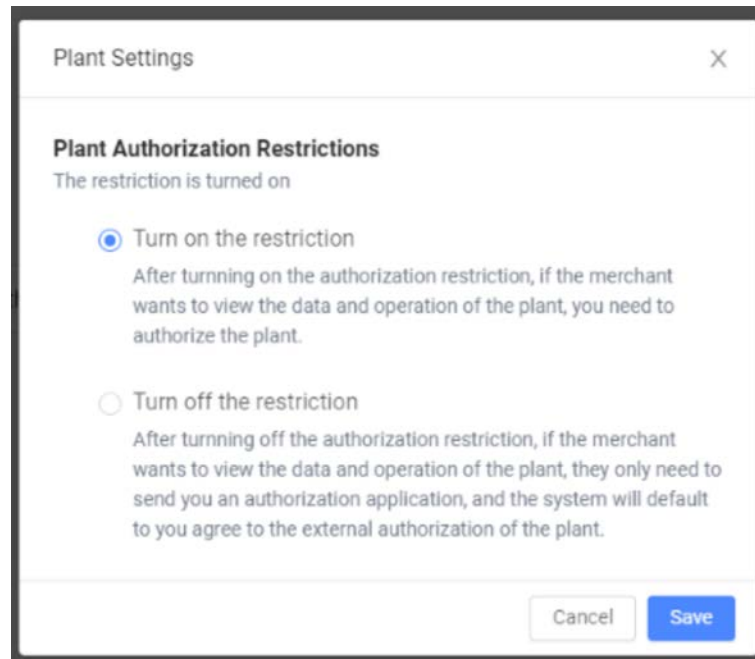 Plant Settings
Plant Authorization Restrictions
The restriction is turned on
Turn on the restriction
After turnning on the authorization restriction, if the merchant
wants to view the data and operation of the plant, you need to
authorize the plant.
Turn off the restriction
After turnning off the authorization restriction, if the merchant
wants to view the data and operation of the plant, they only need to
send you an authorization application, and the system will default
to you agree to the external authorization of the plant.
Cancel Save